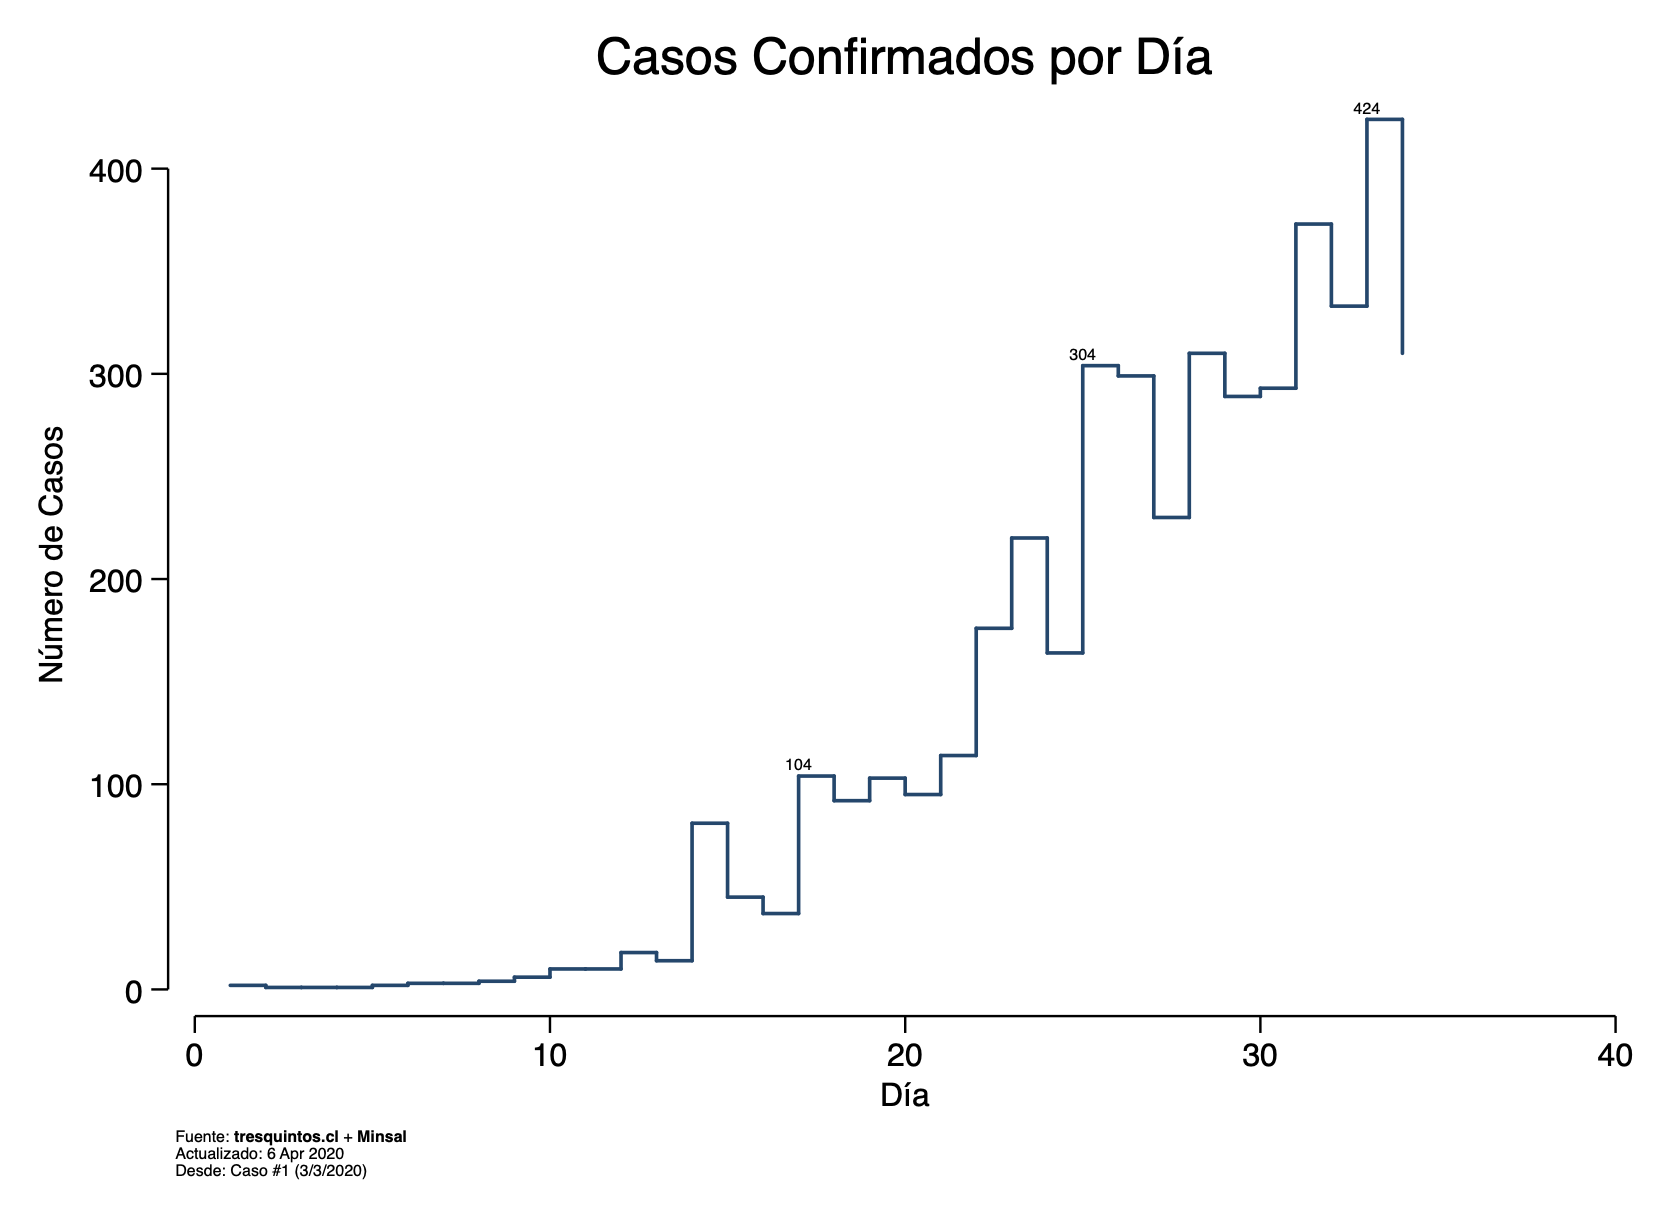 Casos Confirmados por Día
424
400
304
300
Número de Casos
200
104
100
0
0 10 20 30 40
Día
Fuente: tresquintos.cl + Minsal
Actualizado: 6 Apr 2020
Desde: Caso #1 (3/3/2020)